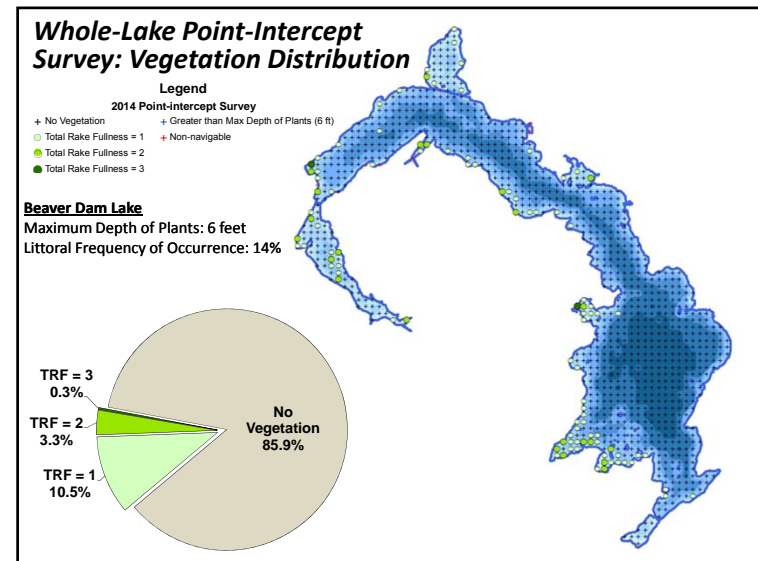 Whole-Lake Point-Intercept
Survey: Vegetation Distribution
Legend
2014 Point-intercept Survey
No Vegetation
Greater than Max Depth of Plants (6 ft)
Total Rake Fullness = 1
Non-navigable
Total Rake Fullness = 2
Total Rake Fullness = 3
Beaver Dam Lake
Maximum Depth of Plants: 6 feet
Littoral Frequency of Occurrence: 14%
TRF = 3
0.3%
TRF = 2
3.3%
TRF = 1
10.5%
No
Vegetation
85.9%